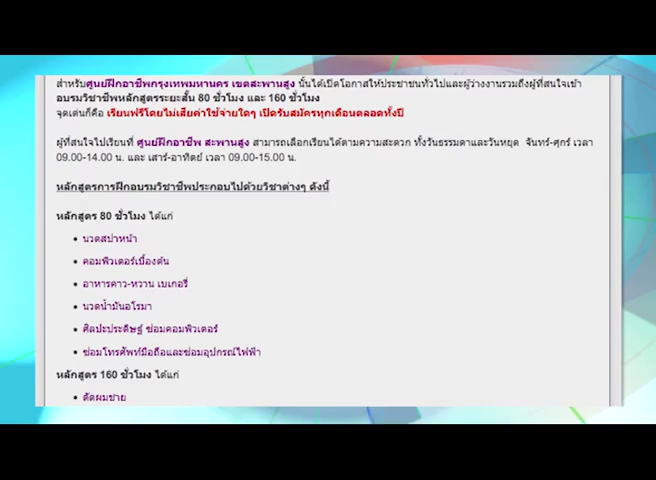 สำหรับศูนย์ฝึกอาชีพกรุงเทพมหานคร เขตสะพานสูง นั้นได้เปิดโอกาสให้ประชาชนทั่วไปและผู้ว่างงานรวมถึงผู้ที่สนใจเข้า
อบรมวิชาชีพหลักสูตรระยะสั้น 80 ชั่วโมง และ 160 ชั่วโมง
จุดเด่นก็คือ เรียนฟรีโดยไม่เสียค่าใช้จ่ายใดๆ เปิดรับสมัครทุกเดือนตลอดทั้งปี
ผู้ที่สนใจไปเรียนที่ ศูนย์ฝึกอาชีพ สะพานสูง สามารถเลือกเรียนได้ตามความสะดวก ทั้งวันธรรมดาและวันหยุด จันทร์-ศุกร์ เวลา
09.00-14.00 น. และ เสาร์-อาทิตย์ เวลา 09.00-15.00 น.
หลักสูตรการฝึกอบรมวิชาชีพประกอบไปด้วยวิชาต่างๆ ดังนี้
หลักสูตร 80 ชั่วโมง ได้แก่
• นวดสปาหน้า
• คอมพิวเตอร์เบื้องต้น
• อาหารคาว-หวาน เบเกอรี่
• นวดน้ำมันอโรมา
• ศิลปะประดิษฐ์ ซ่อมคอมพิวเตอร์
• ซ่อมโทรศัพท์มือถือและซ่อมอุปกรณ์ไฟฟ้า
หลักสูตร 160 ชั่วโมง ได้แก่
• ตัดผมชาย